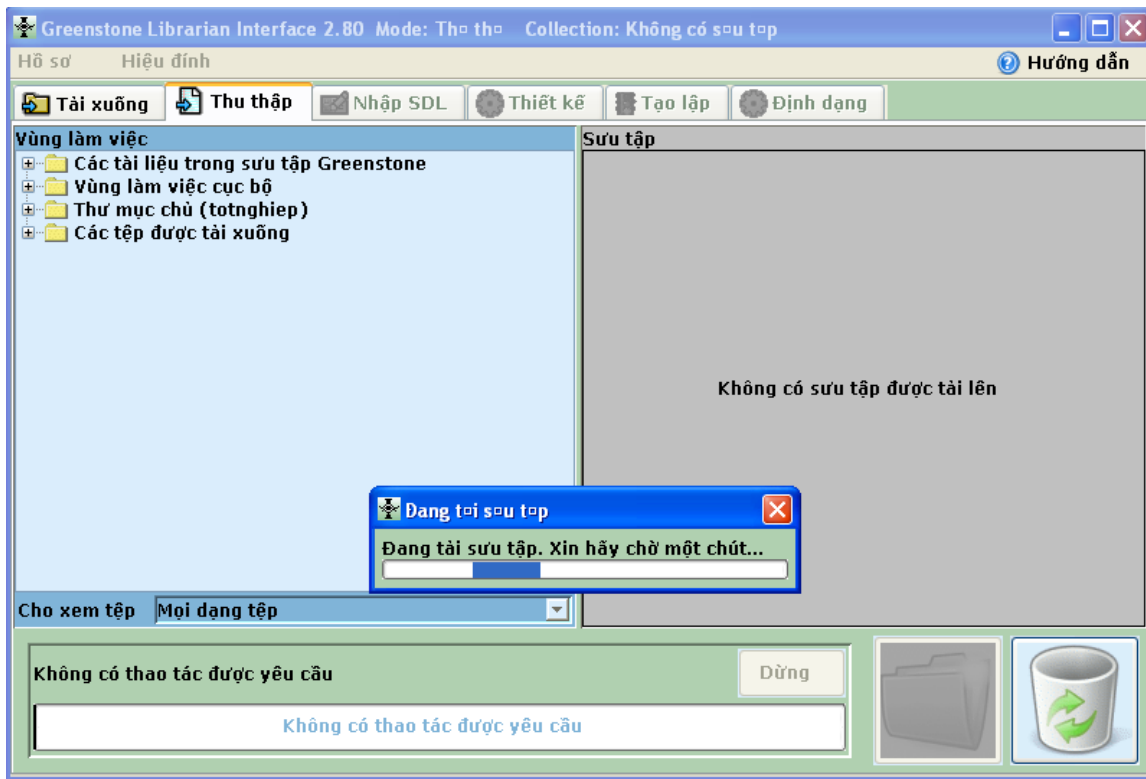 Greenstone Librarian Interface 2.80 Mode: Th¤ th¤ Collection: Không có s¤u t¤p
Hồ sơ Hiệu đính Hướng dẫn
Tải xuống Thu thập Nhập SDL Thiết kế Tạo lập Định dạng
Vùng làm việc
Các tài liệu trong sưu tập Greenstone
Vùng làm việc cục bộ
Thư mục chủ (totnghiep)
Các tệp được tải xuống
Sưu tập
Không có sưu tập được tải lên
Đang t¤i s¤u t¤p
Đang tải sưu tập. Xin hãy chờ một chút...
Cho xem tệp Mọi dạng tệp
Không có thao tác được yêu cầu
Dừng
Không có thao tác được yêu cầu